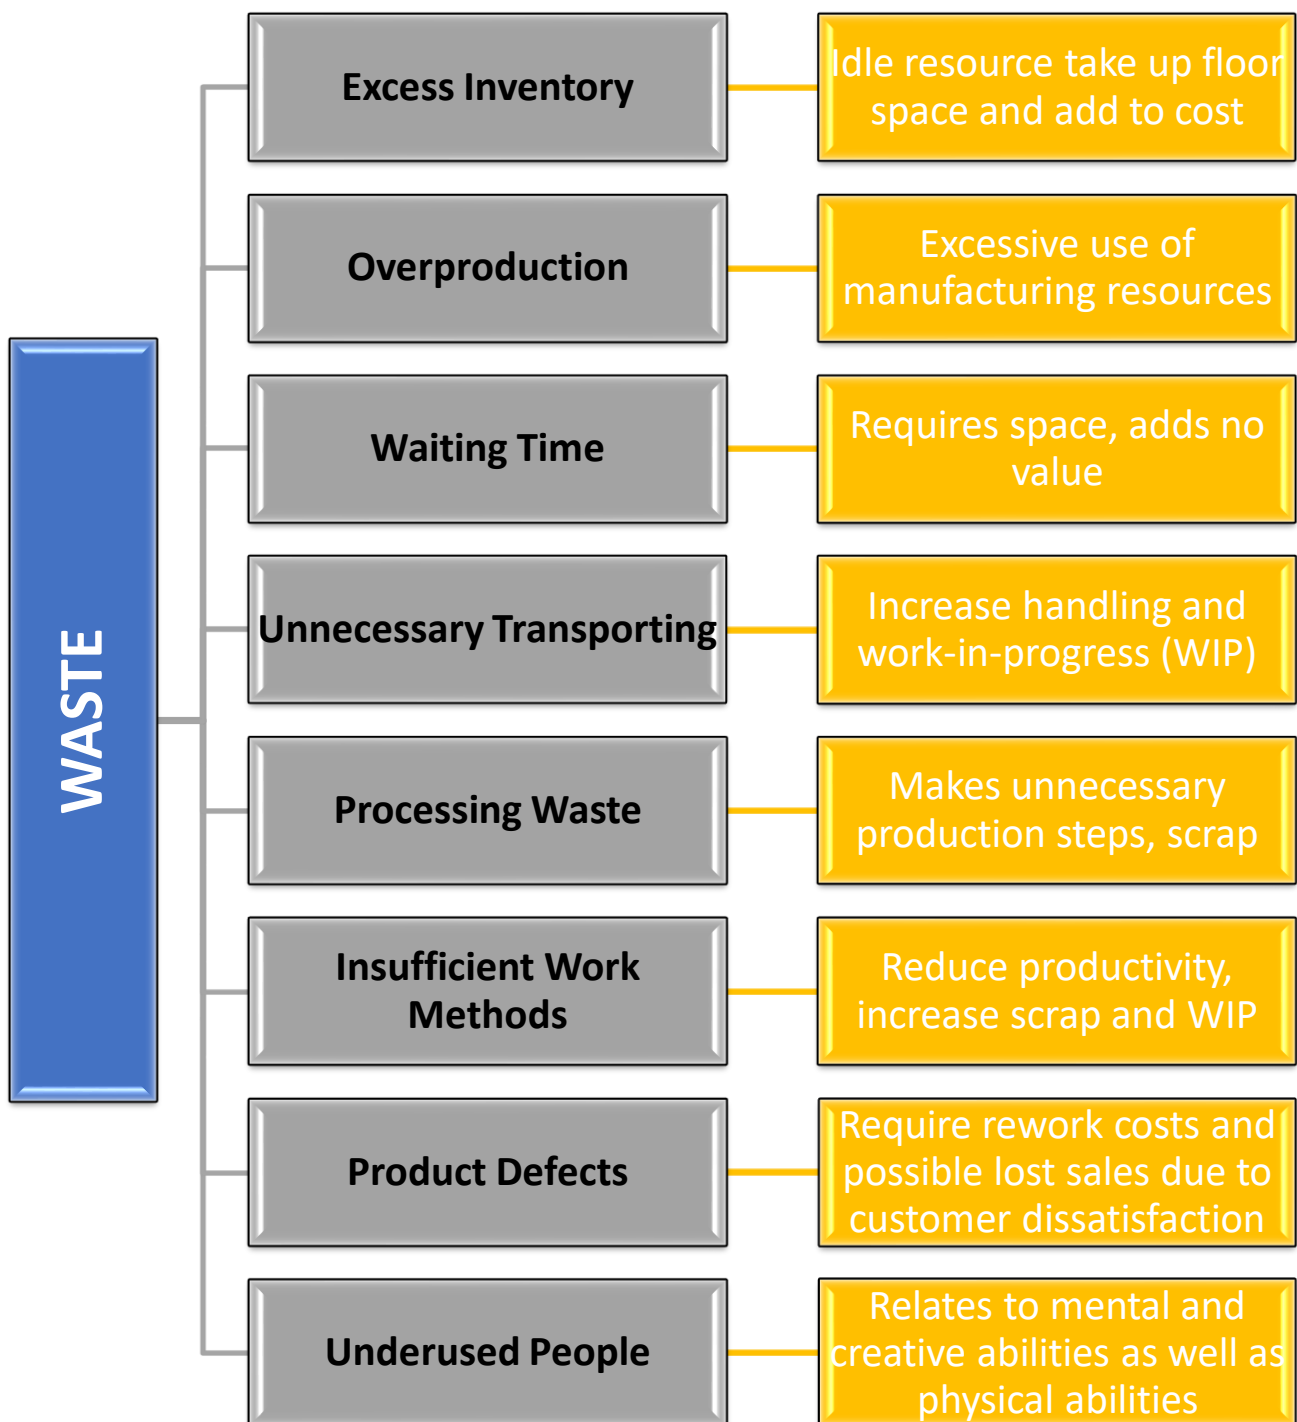 WASTE
Excess Inventory
Idle resource take up floor
space and add to cost
Overproduction
Excessive use of
manufacturing resources
Waiting Time
Requires space, adds no
value
Unnecessary Transporting
Increase handling and
work-in-progress (WIP)
Processing Waste
Makes unnecessary
production steps, scrap
Insufficient Work
Methods
Reduce productivity,
increase scrap and WIP
Product Defects
Require rework costs and
possible lost sales due to
customer dissatisfaction
Underused People
Relates to mental and
creative abilities as well as
physical abilities